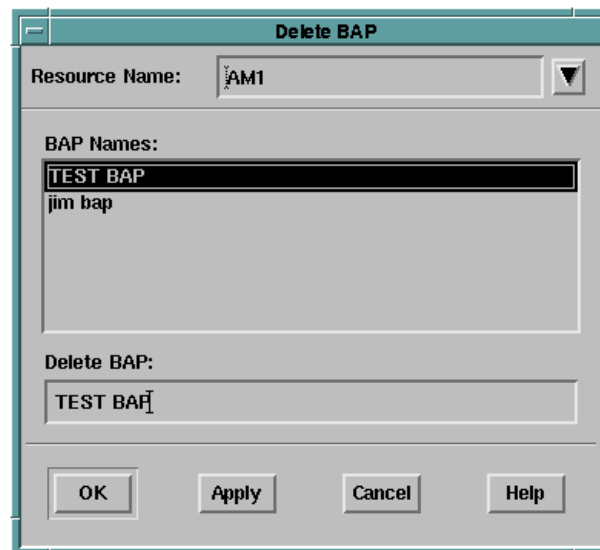 Delete BAP
Resource Name:
AM1
BAP Names:
TEST BAP
jim bap
Delete BAP:
TEST BAP
OK
Apply
Cancel
Help